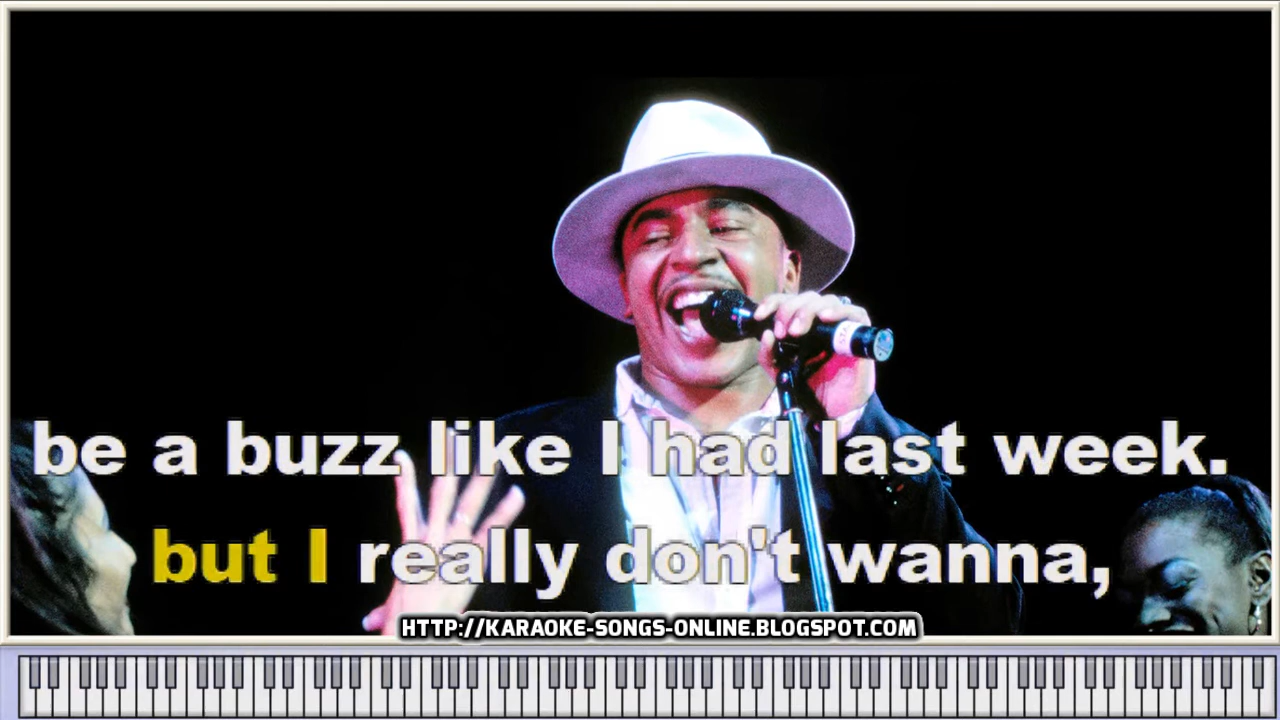 be a buzz like I had last week.
but I really don't wanna,
HTTP://KARAOKE-SONGS-ONLINE.BLOGSPOT.COM